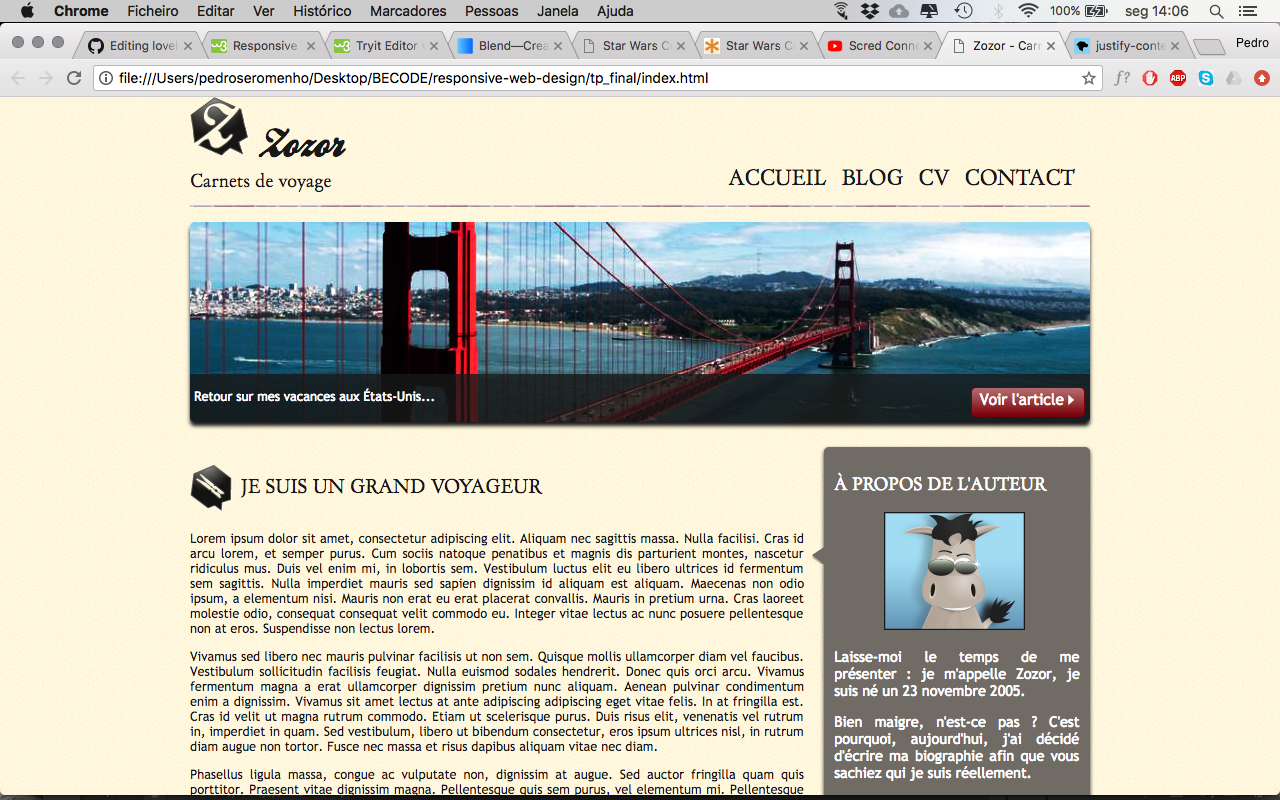 Chrome Ficheiro Editar Ver Histórico Marcadores Pessoas Janela Ajuda 100% seg 14:06
Editing lovel Responsive Tryit Editor Blend—Crea Star Wars C Star Wars C Scred Conn Zozor - Carn justify-conte Pedro
file:///Users/pedroseromenho/Desktop/BECODE/responsive-web-design/tp_final/index.html
Zozor
Carnets de voyage
ACCUEIL BLOG CV CONTACT
Retour sur mes vacances aux États-Unis...
Voir l'article
JE SUIS UN GRAND VOYAGEUR
Lorem ipsum dolor sit amet, consectetur adipiscing elit. Aliquam nec sagittis massa. Nulla facilisi. Cras id
arcu lorem, et semper purus. Cum sociis natoque penatibus et magnis dis parturient montes, nascetur
ridiculus mus. Duis vel enim mi, in lobortis sem. Vestibulum luctus elit eu libero ultrices id fermentum
sem sagittis. Nulla imperdiet mauris sed sapien dignissim id aliquam est aliquam. Maecenas non odio
ipsum, a elementum nisi. Mauris non erat eu erat placerat convallis. Mauris in pretium urna. Cras laoreet
molestie odio, consequat consequat velit commodo eu. Integer vitae lectus ac nunc posuere pellentesque
non at eros. Suspendisse non lectus lorem.
Vivamus sed libero nec mauris pulvinar facilisis ut non sem. Quisque mollis ullamcorper diam vel faucibus.
Vestibulum sollicitudin facilisis feugiat. Nulla euismod sodales hendrerit. Donec quis orci arcu. Vivamus
fermentum magna a erat ullamcorper dignissim pretium nunc aliquam. Aenean pulvinar condimentum
enim a dignissim. Vivamus sit amet lectus at ante adipiscing adipiscing eget vitae felis. In at fringilla est.
Cras id velit ut magna rutrum commodo. Etiam ut scelerisque purus. Duis risus elit, venenatis vel rutrum
in, imperdiet in quam. Sed vestibulum, libero ut bibendum consectetur, eros ipsum ultrices nisl, in rutrum
diam augue non tortor. Fusce nec massa et risus dapibus aliquam vitae nec diam.
Phasellus ligula massa, congue ac vulputate non, dignissim at augue. Sed auctor fringilla quam quis
porttitor. Praesent vitae dignissim magna. Pellentesque quis sem purus, vel elementum mi. Pellentesque
À PROPOS DE L'AUTEUR
Laisse-moi le temps de me
présenter : je m'appelle Zozor, je
suis né un 23 novembre 2005.
Bien maigre, n'est-ce pas ? C'est
pourquoi, aujourd'hui, j'ai décidé
d'écrire ma biographie afin que vous
sachiez qui je suis réellement.